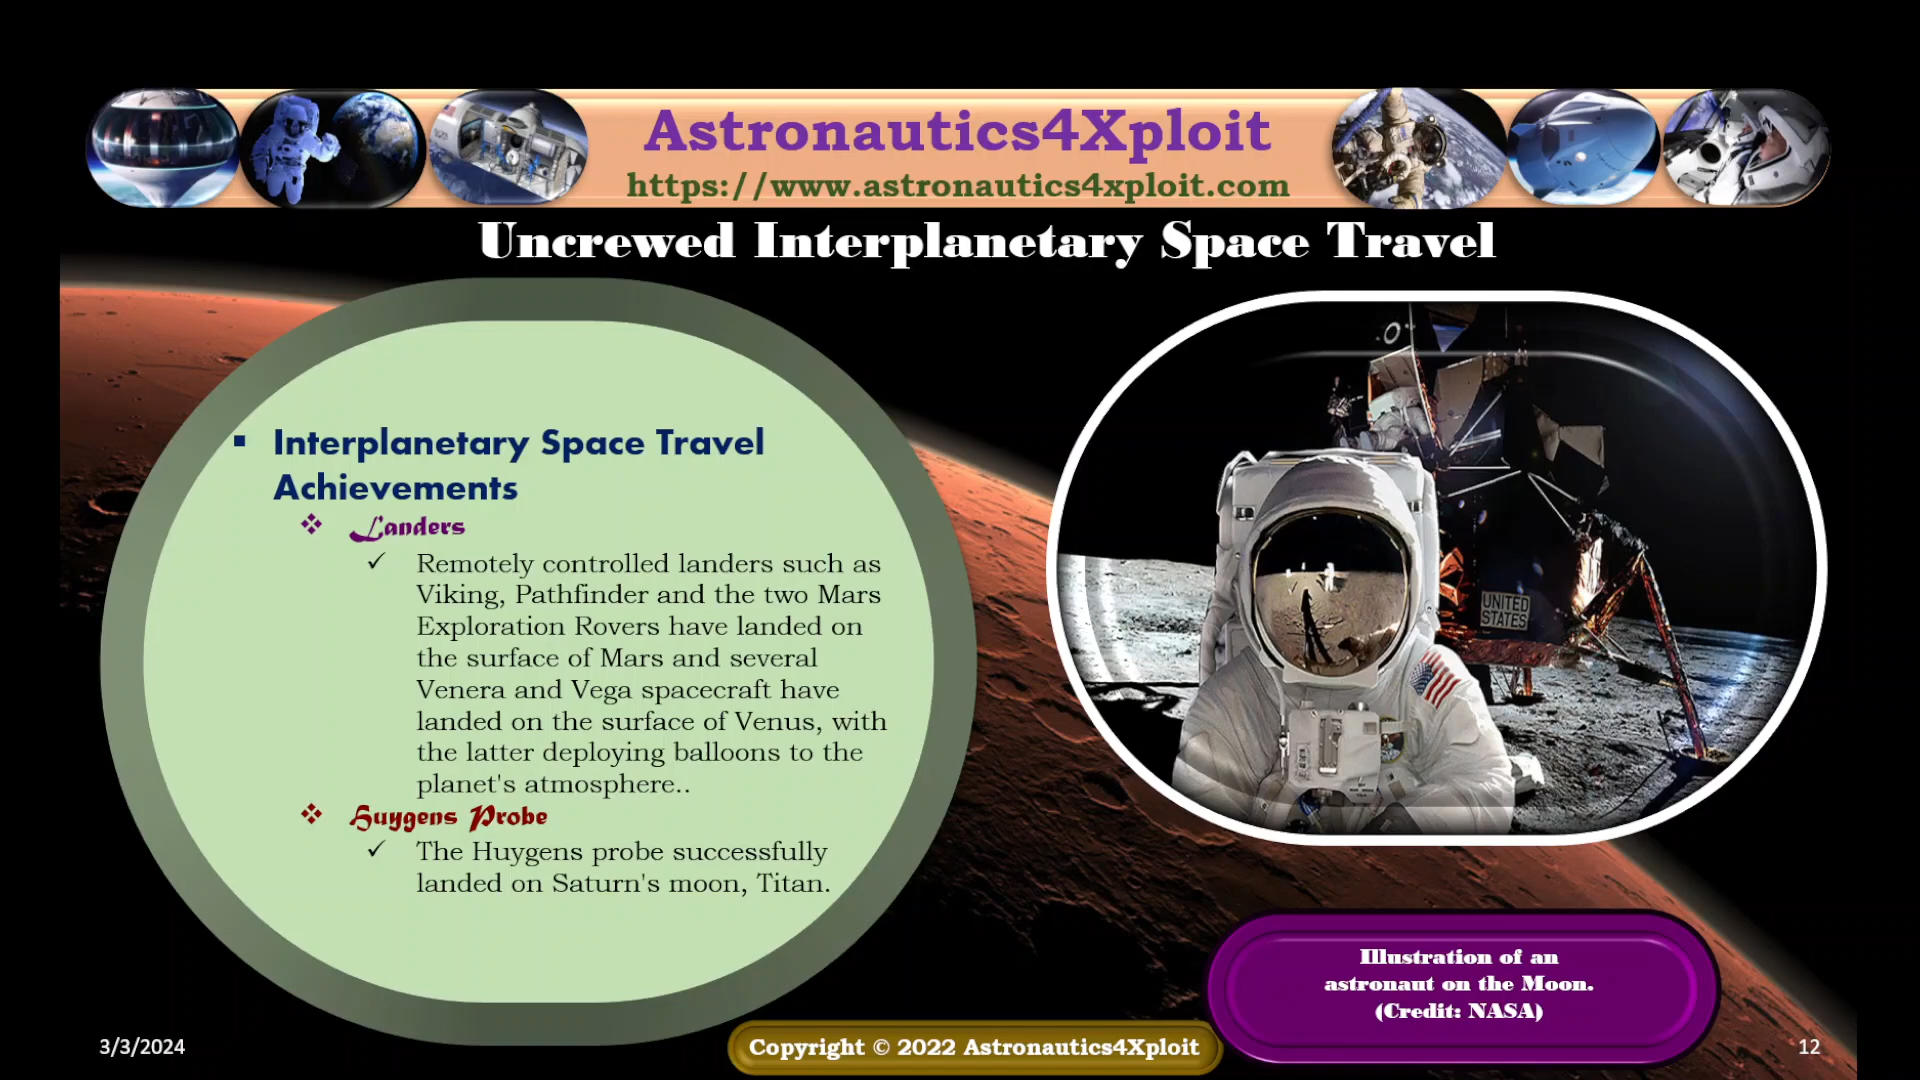 Astronautics4Xploit
https://www.astronautics4xploit.com
Uncrewed Interplanetary Space Travel
▪ Interplanetary Space Travel
Achievements
❖ Landers
✓ Remotely controlled landers such as
Viking, Pathfinder and the two Mars
Exploration Rovers have landed on
the surface of Mars and several
Venera and Vega spacecraft have
landed on the surface of Venus, with
the latter deploying balloons to the
planet's atmosphere..
❖ Huygens Probe
✓ The Huygens probe successfully
landed on Saturn's moon, Titan.
UNITED
STATES
Illustration of an
astronaut on the Moon.
(Credit: NASA)
3/3/2024
Copyright © 2022 Astronautics4Xploit
12